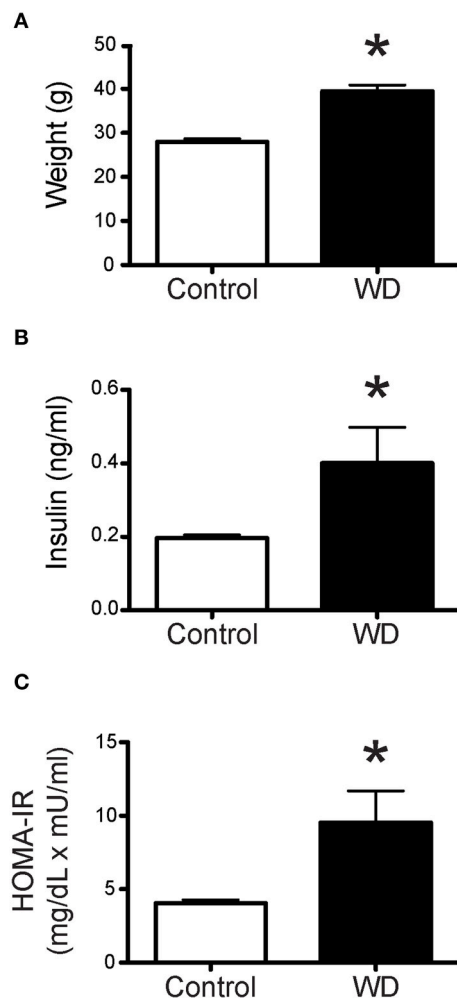 A
Weight (g)
50
40
30
20
10
0
*
Control WD
B
Insulin (ng/ml)
0.6
0.4
0.2
0.0
*
Control WD
C
HOMA-IR
(mg/dL x mU/ml)
15
10
5
0
*
Control WD